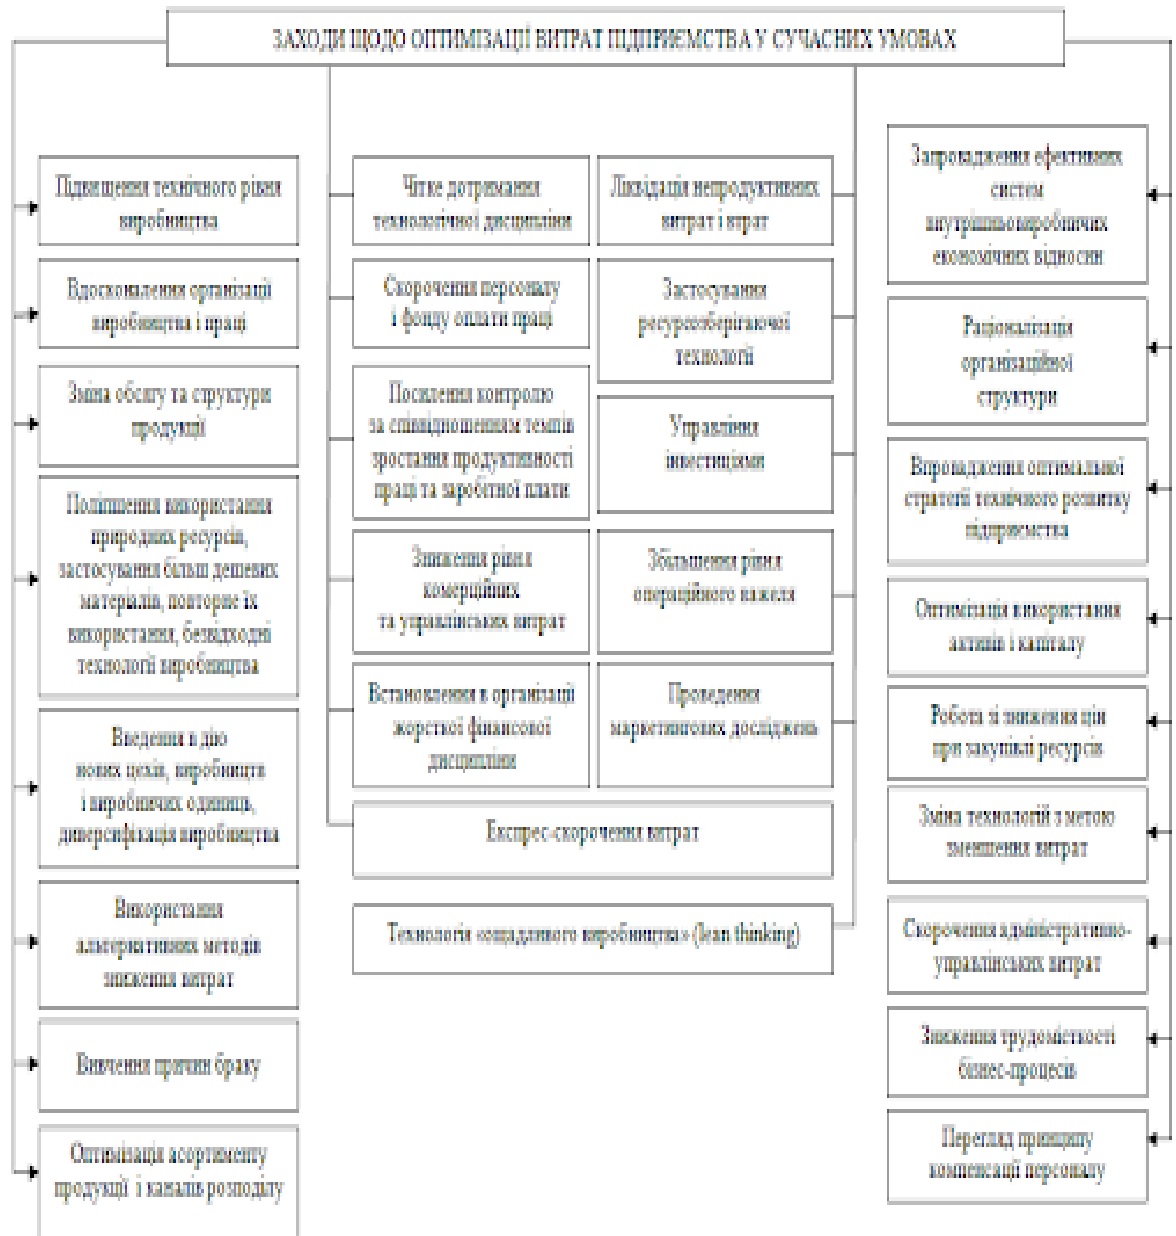 ЗАХОДИ ЩОДО ОПТИМІЗАЦІЇ ВИТРАТ ПІДПРИЄМСТВА У СУЧАСНИХ УМОВАХ
Підвищення технічного рівня
виробництва
Вдосконалення організації
виробництва і праці
Зміна обсягу та структури
продукції
Поліпшення використання
природних ресурсів,
застосування більш дешевих
матеріалів, повторне їх
використання, безвідходні
технології виробництва
Введення в дію
нових цехів, виробництв
і виробничих одиниць,
диверсифікація виробництва
Використання
альтернативних методів
зниження витрат
Вивчення причин браку
Оптимізація асортименту
продукції і каналів розподілу
Чітке дотримання
технологічної дисципліни
Скорочення персоналу
і фонду оплати праці
Посилення контролю
за співвідношенням темпів
зростання продуктивності
праці та заробітної плати
Зниження рівня
комерційних
та управлінських витрат
Встановлення в організації
жорсткої фінансової
дисципліни
Ліквідація непродуктивних
витрат і втрат
Застосування
ресурсозберігаючої
технології
Управління
інвестиціями
Збільшення рівня
операційного важеля
Проведення
маркетингових досліджень
Експрес-скорочення витрат
Технологія «ощадливого виробництва» (lean thinking)
Запровадження ефективних
систем
внутрішньовиробничих
економічних відносин
Раціоналізація
організаційної
структури
Впровадження оптимальної
стратегії технічного розвитку
підприємства
Оптимізація використання
активів і капіталу
Робота зі зниження цін
при закупівлі ресурсів
Зміна технологій з метою
зменшення витрат
Скорочення адміністративно-
управлінських витрат
Зниження трудомісткості
бізнес-процесів
Перегляд принципу
компенсації персоналу